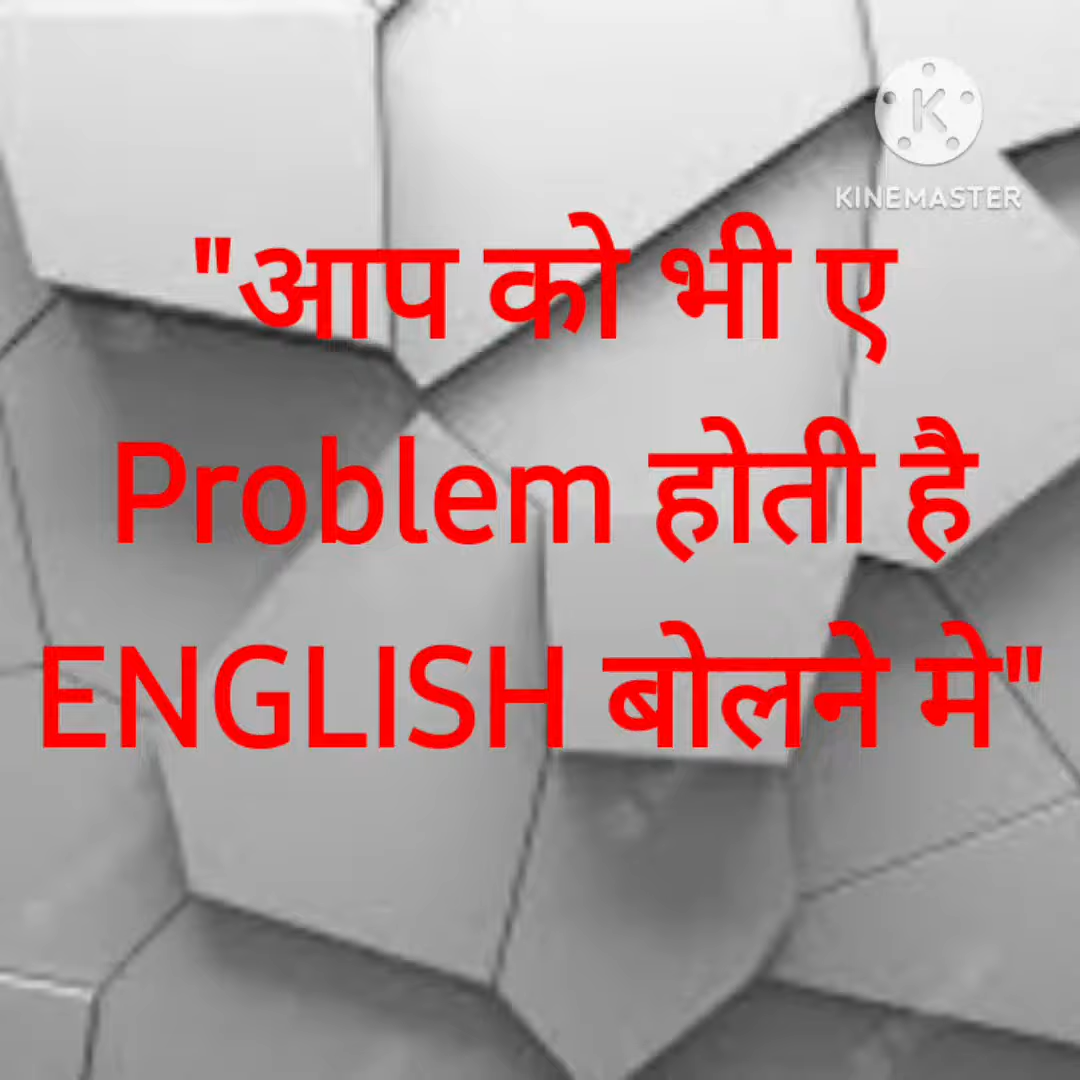 KINEMASTER
"आप को भी ए
Problem होती है
ENGLISH बोलने मे"